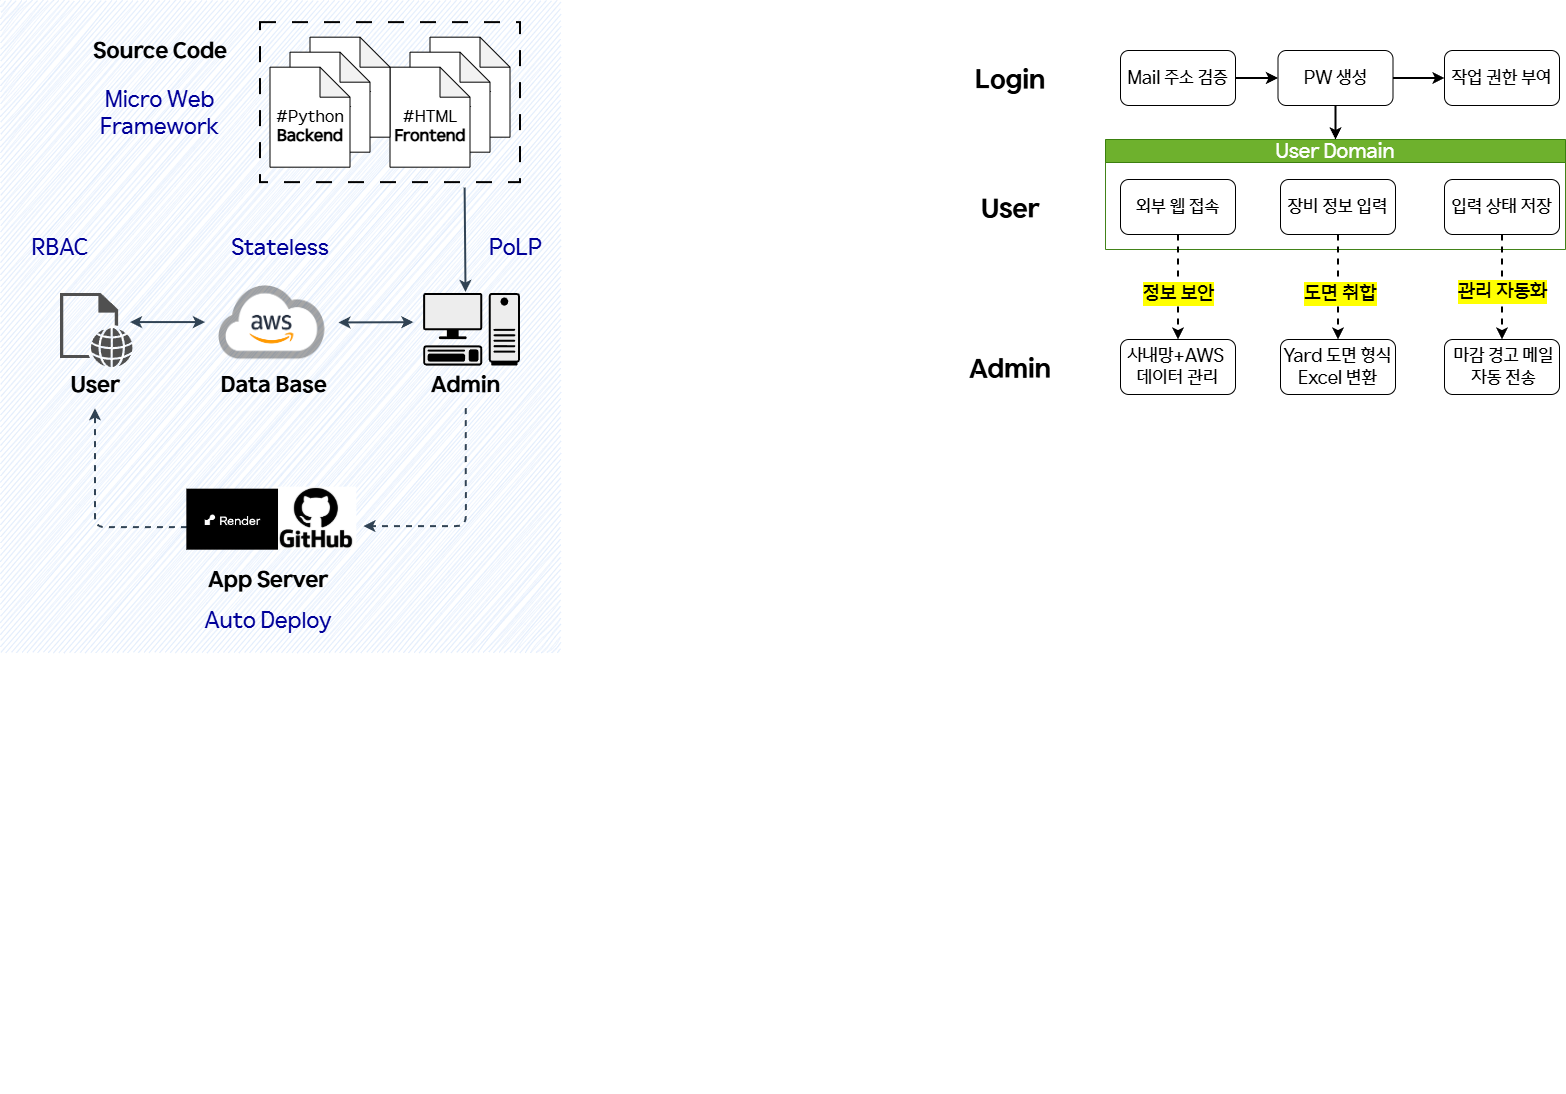 Source Code
Micro Web
Framework
#Python
Backend
#HTML
Frontend
RBAC
Stateless
PoLP
aws
User
Data Base
Admin
Render
GitHub
App Server
Auto Deploy
Login
Mail 주소 검증
PW 생성
작업 권한 부여
User Domain
User
외부 웹 접속
장비 정보 입력
입력 상태 저장
정보 보안
도면 취합
관리 자동화
Admin
사내망+AWS
데이터 관리
Yard 도면 형식
Excel 변환
마감 경고 메일
자동 전송